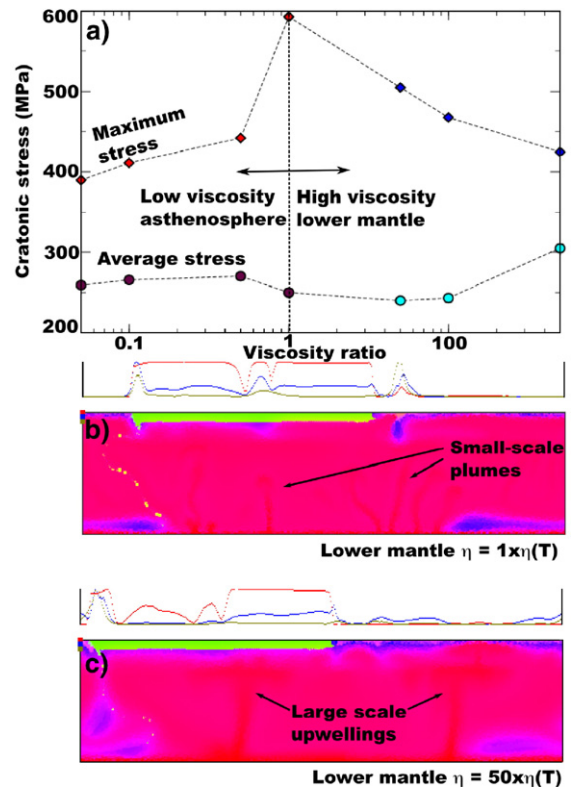 a)
600
500
400
300
200
Cratonic stress (MPa)
Maximum
stress
Low viscosity
asthenosphere
High viscosity
lower mantle
Average stress
0.1
1
100
Viscosity ratio
b)
Small-scale
plumes
Lower mantle η = 1xη(T)
c)
Large scale
upwellings
Lower mantle η = 50xη(T)